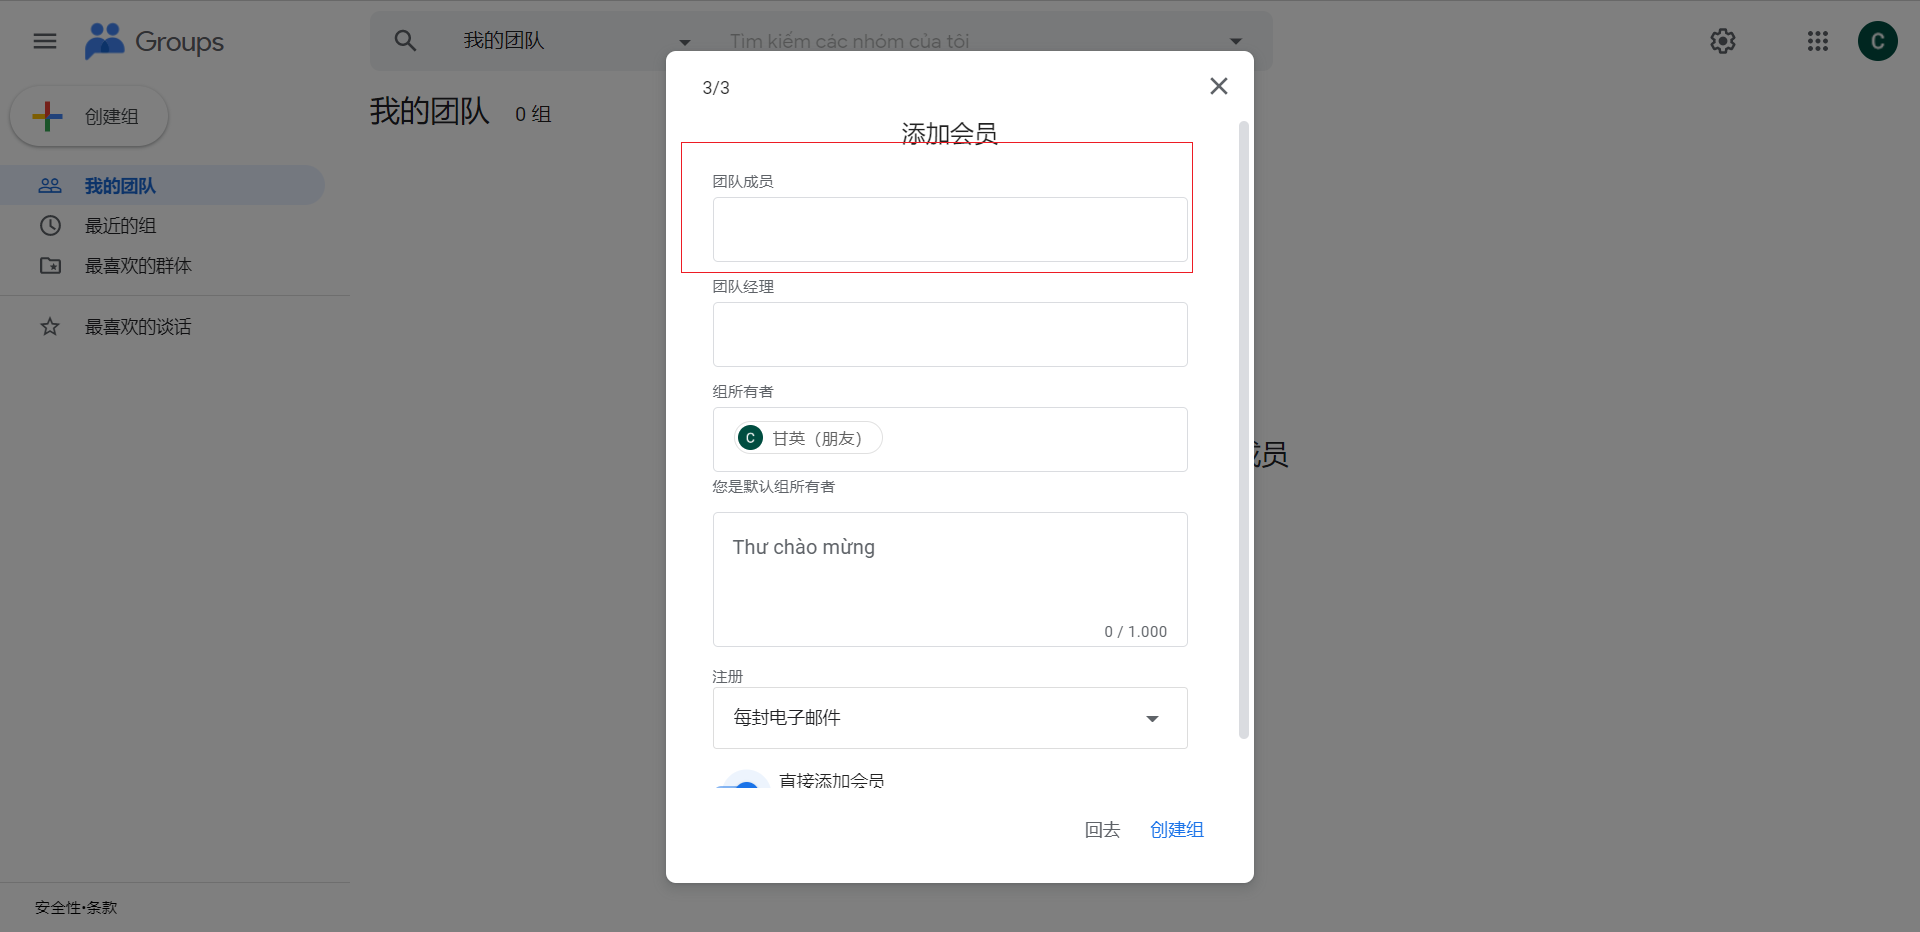 Groups
我的团队
Tìm kiếm các nhóm của tôi
C
创建组
我的团队
最近的组
最喜欢的群体
最喜欢的谈话
安全性•条款
我的团队 0 组
成员
3/3
添加会员
团队成员
团队经理
组所有者
C 甘英（朋友）
您是默认组所有者
Thư chào mừng
0 / 1.000
注册
每封电子邮件
直接添加会员
回去 创建组